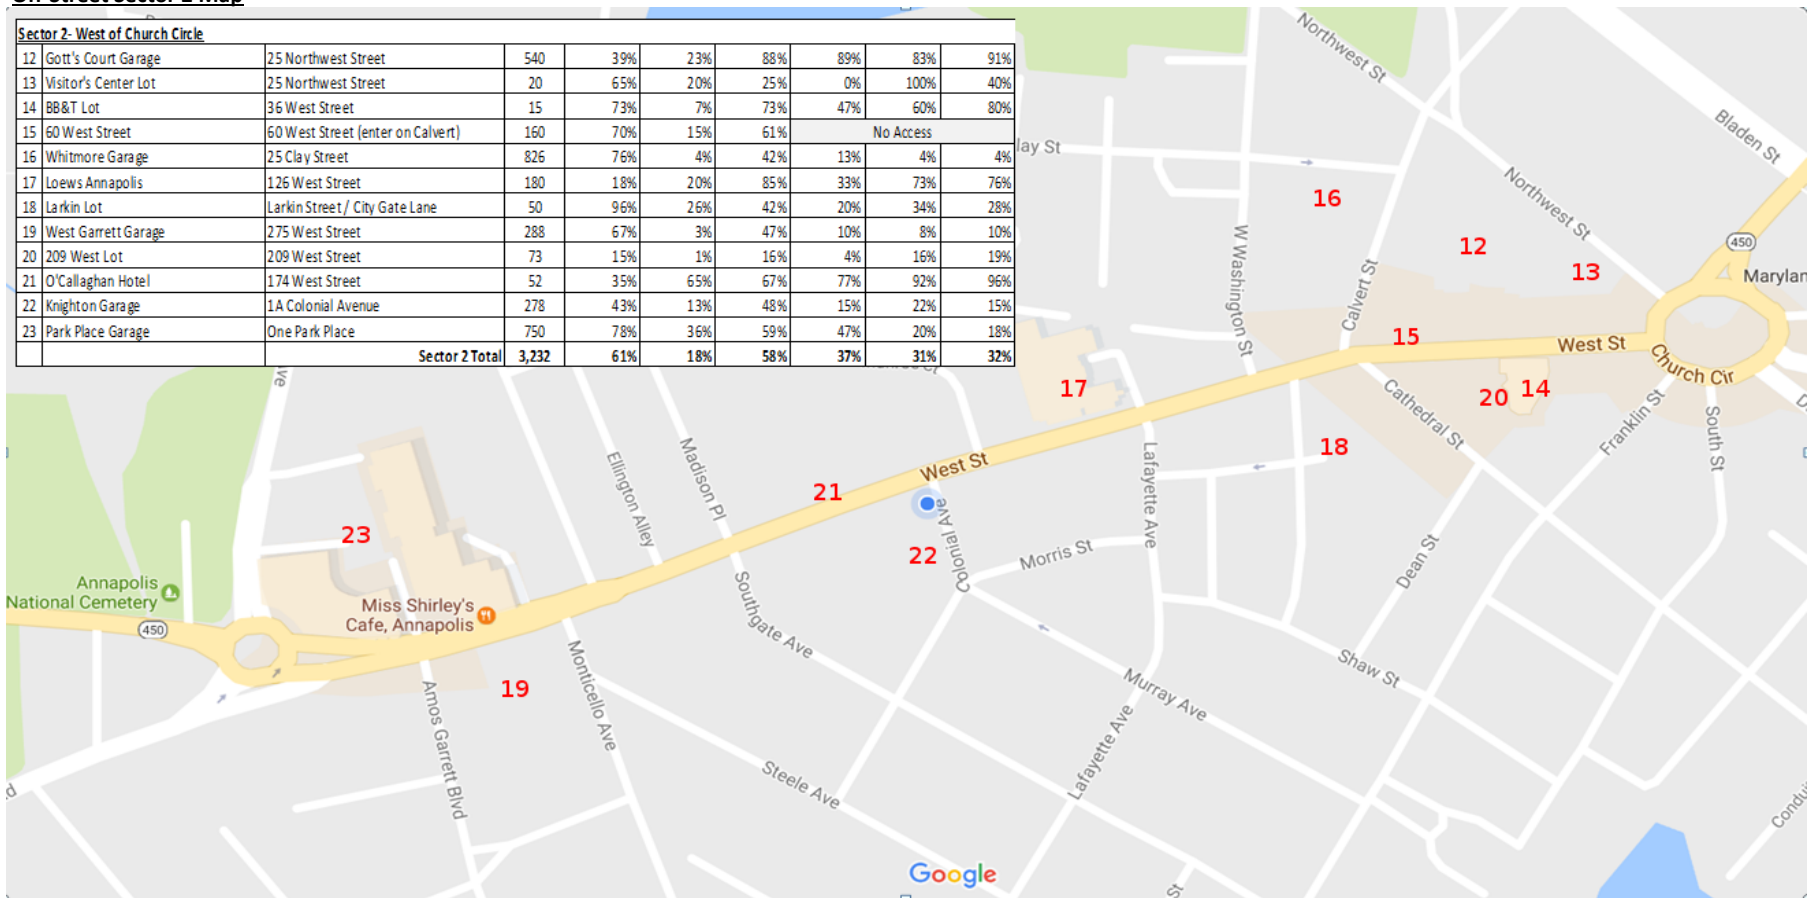 Sector 2- West of Church Circle
12 Gott's Court Garage 25 Northwest Street 540 39% 23% 88% 89% 83% 91%
13 Visitor's Center Lot 25 Northwest Street 20 65% 20% 25% 0% 100% 40%
14 BB&T Lot 36 West Street 15 73% 7% 73% 47% 60% 80%
15 60 West Street 60 West Street (enter on Calvert) 160 70% 15% 61% No Access
16 Whitmore Garage 25 Clay Street 826 76% 4% 42% 13% 4% 4%
17 Loews Annapolis 126 West Street 180 18% 20% 85% 33% 73% 76%
18 Larkin Lot Larkin Street / City Gate Lane 50 96% 26% 42% 20% 34% 28%
19 West Garrett Garage 275 West Street 288 67% 3% 47% 10% 8% 10%
20 209 West Lot 209 West Street 73 15% 1% 16% 4% 16% 19%
21 O'Callaghan Hotel 174 West Street 52 35% 65% 67% 77% 92% 96%
22 Knighton Garage 1A Colonial Avenue 278 43% 13% 48% 15% 22% 15%
23 Park Place Garage One Park Place 750 78% 36% 59% 47% 20% 18%
Sector 2 Total 3,232 61% 18% 58% 37% 31% 32%
Northwest St
Bladen St
lay St
Northwest St
16
12
13
450
Marylan
W Washington St
Calvert St
15
West St
Church Cir
17
20
14
Cathedral St
Franklin St
South St
18
Ave
Madison Pl
Ellington Alley
West St
Lafayette Ave
21
23
22
Colonial Ave
Morris St
Dean St
Annapolis
National Cemetery
Miss Shirley's
Cafe, Annapolis
450
Southgate Ave
Monticello Ave
19
Amos Garrett Blvd
Shaw St
Murray Ave
Lafayette Ave
Steele Ave
Condui
St
Google